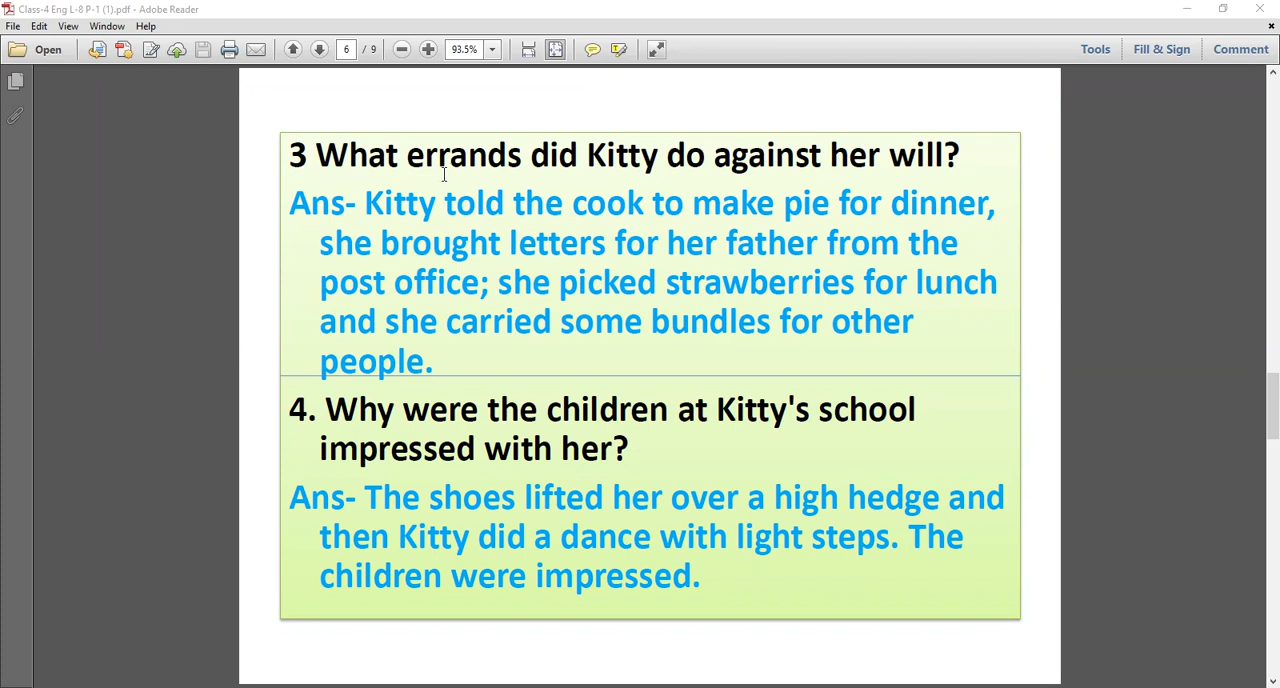 Class-4 Eng L-8 P-1 (1).pdf - Adobe Reader
File Edit View Window Help
Open 6 / 9 93.5% Tools Fill & Sign Comment
3 What errands did Kitty do against her will?
Ans- Kitty told the cook to make pie for dinner,
she brought letters for her father from the
post office; she picked strawberries for lunch
and she carried some bundles for other
people.
4. Why were the children at Kitty's school
impressed with her?
Ans- The shoes lifted her over a high hedge and
then Kitty did a dance with light steps. The
children were impressed.